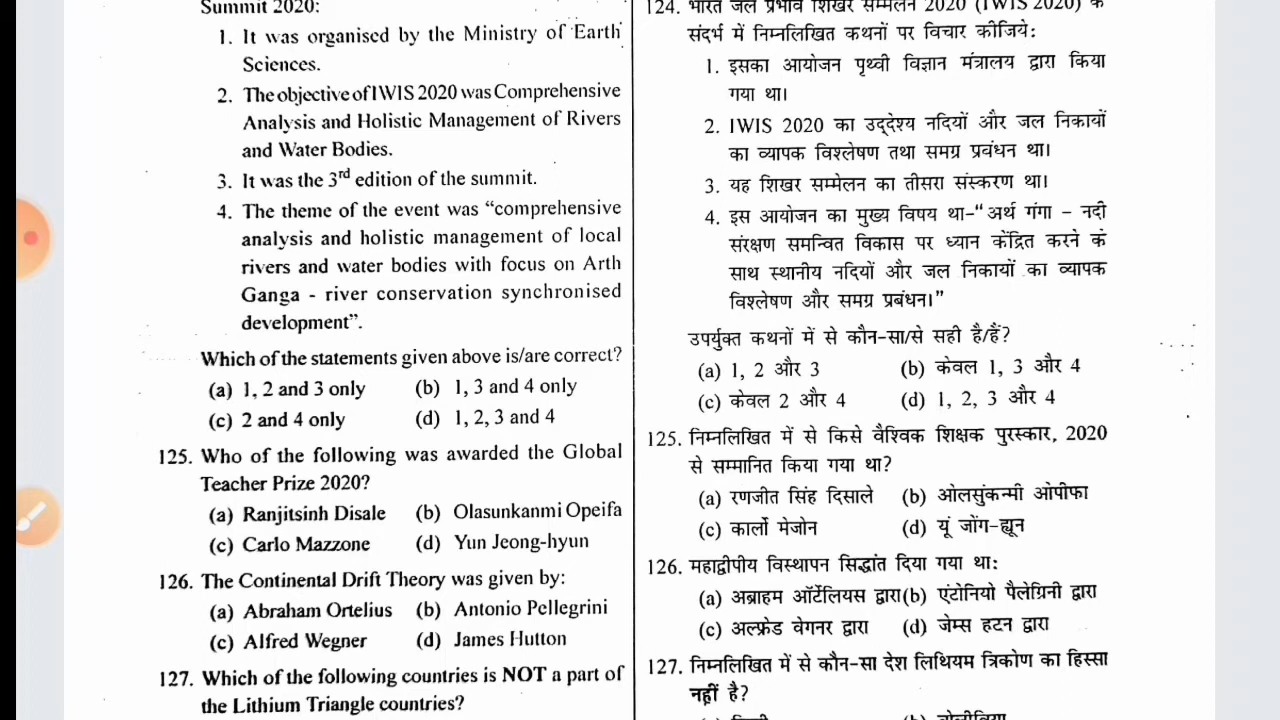 Summit 2020:
1. It was organised by the Ministry of Earth
Sciences.
2. The objective of IWIS 2020 was Comprehensive
Analysis and Holistic Management of Rivers
and Water Bodies.
3. It was the 3rd edition of the summit.
4. The theme of the event was “comprehensive
analysis and holistic management of local
rivers and water bodies with focus on Arth
Ganga - river conservation synchronised
development”.
Which of the statements given above is/are correct?
(a) 1, 2 and 3 only (b) 1, 3 and 4 only
(c) 2 and 4 only (d) 1, 2, 3 and 4
125. Who of the following was awarded the Global
Teacher Prize 2020?
(a) Ranjitsinh Disale (b) Olasunkanmi Opeifa
(c) Carlo Mazzone (d) Yun Jeong-hyun
126. The Continental Drift Theory was given by:
(a) Abraham Ortelius (b) Antonio Pellegrini
(c) Alfred Wegner (d) James Hutton
127. Which of the following countries is NOT a part of
the Lithium Triangle countries?
124. भारत जल प्रभाव शिखर सम्मेलन 2020 (IWIS 2020) के
संदर्भ में निम्नलिखित कथनों पर विचार कीजिये:
1. इसका आयोजन पृथ्वी विज्ञान मंत्रालय द्वारा किया
गया था।
2. IWIS 2020 का उद्देश्य नदियों और जल निकायों
का व्यापक विश्लेषण तथा समग्र प्रबंधन था।
3. यह शिखर सम्मेलन का तीसरा संस्करण था।
4. इस आयोजन का मुख्य विषय था-“अर्थ गंगा - नदी
संरक्षण समन्वित विकास पर ध्यान केंद्रित करने के
साथ स्थानीय नदियों और जल निकायों का व्यापक
विश्लेषण और समग्र प्रबंधन।”
उपर्युक्त कथनों में से कौन-सा/से सही है/हैं?
(a) 1, 2 और 3 (b) केवल 1, 3 और 4
(c) केवल 2 और 4 (d) 1, 2, 3 और 4
125. निम्नलिखित में से किसे वैश्विक शिक्षक पुरस्कार, 2020
से सम्मानित किया गया था?
(a) रणजीत सिंह दिसाले (b) ओलसुंकन्मी ओपीफा
(c) कार्लो मेजोन (d) यूं जोंग-ह्यून
126. महाद्वीपीय विस्थापन सिद्धांत दिया गया था:
(a) अब्राहम ऑर्टेलियस द्वारा (b) एंटोनियो पैलेग्रिनी द्वारा
(c) अल्फ्रेड वेगनर द्वारा (d) जेम्स हटन द्वारा
127. निम्नलिखित में से कौन-सा देश लिथियम त्रिकोण का हिस्सा
नहीं है?